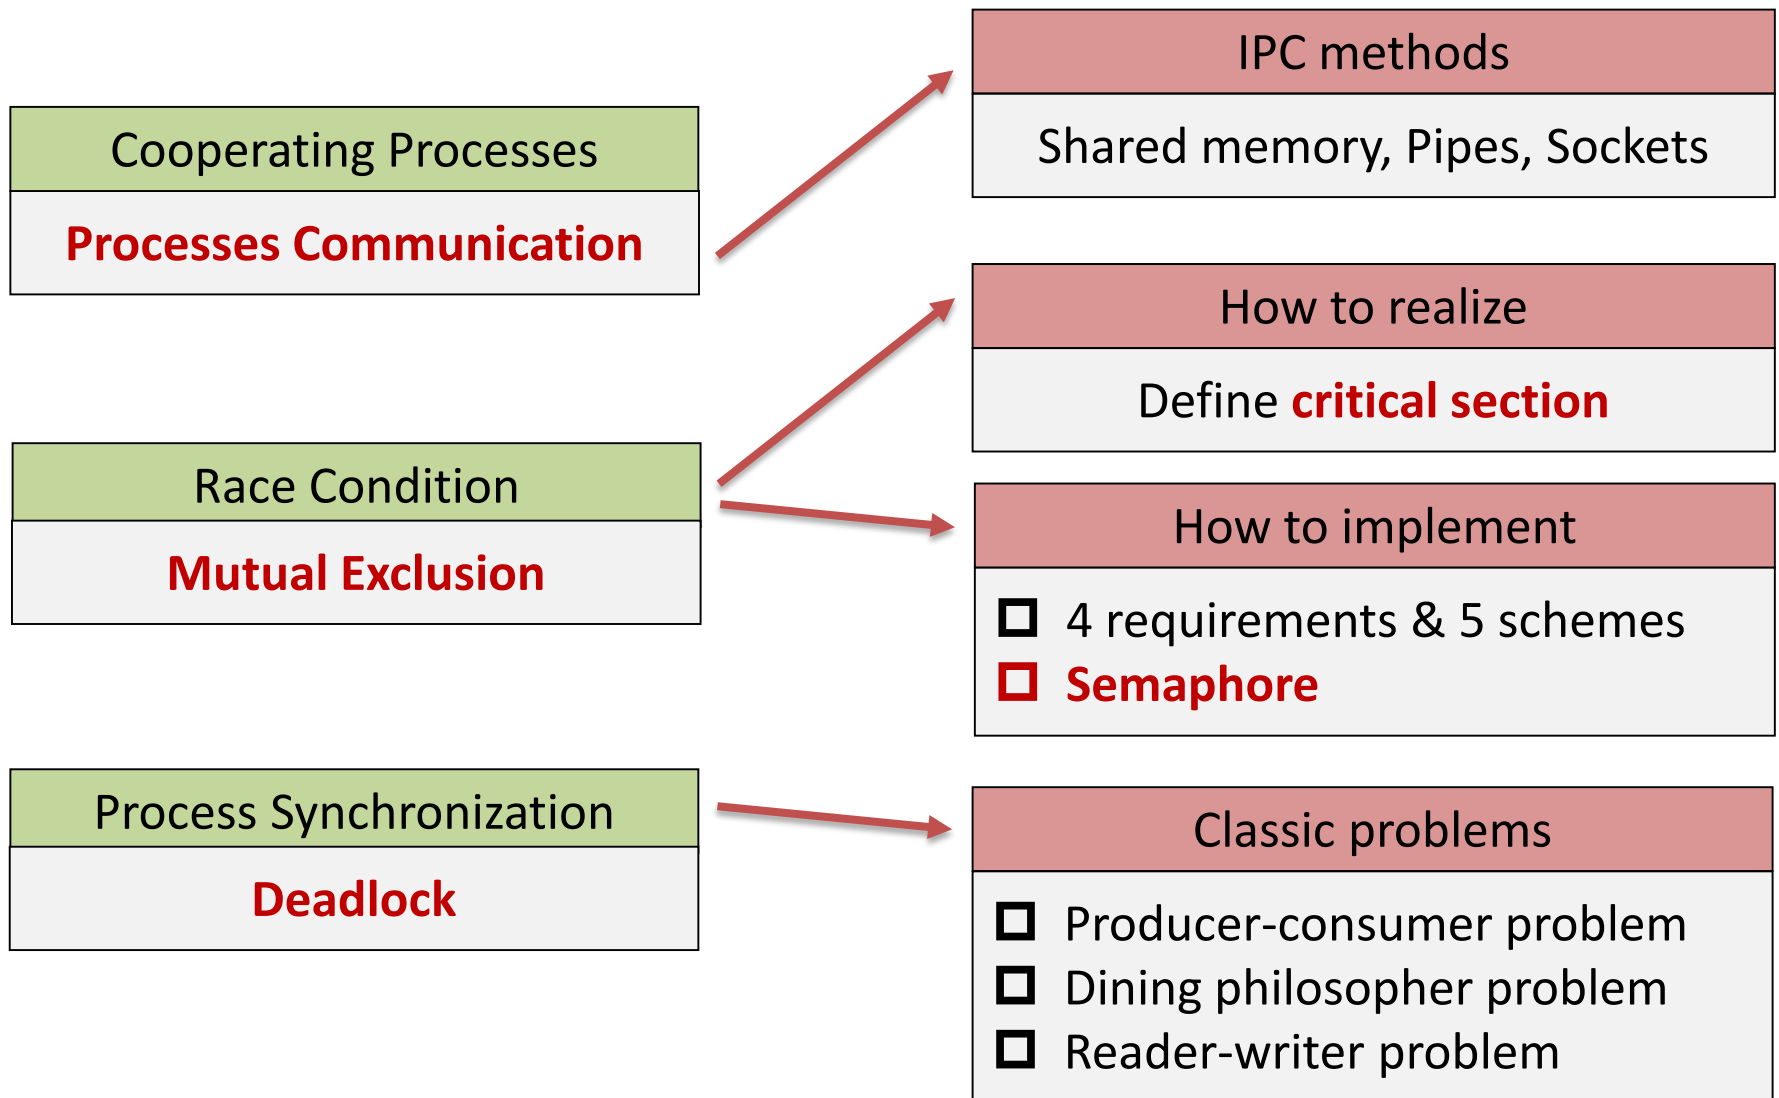 Cooperating Processes
Processes Communication
Race Condition
Mutual Exclusion
Process Synchronization
Deadlock
IPC methods
Shared memory, Pipes, Sockets
How to realize
Define critical section
How to implement
4 requirements & 5 schemes
Semaphore
Classic problems
Producer-consumer problem
Dining philosopher problem
Reader-writer problem